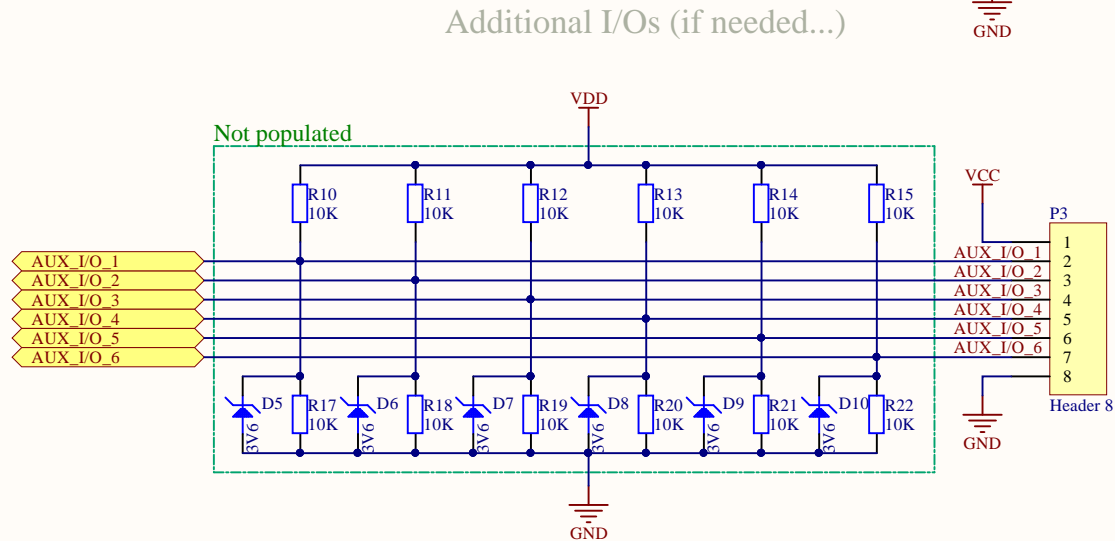 Additional I/Os (if needed...)
GND
VDD
Not populated
R10 10K
R11 10K
R12 10K
R13 10K
R14 10K
R15 10K
VCC
P3
AUX_I/O_1
AUX_I/O_2
AUX_I/O_3
AUX_I/O_4
AUX_I/O_5
AUX_I/O_6
AUX_I/O_1
AUX_I/O_2
AUX_I/O_3
AUX_I/O_4
AUX_I/O_5
AUX_I/O_6
1
2
3
4
5
6
7
8
Header 8
GND
D5 3V6
R17 10K
D6 3V6
R18 10K
D7 3V6
R19 10K
D8 3V6
R20 10K
D9 3V6
R21 10K
D10 3V6
R22 10K
GND